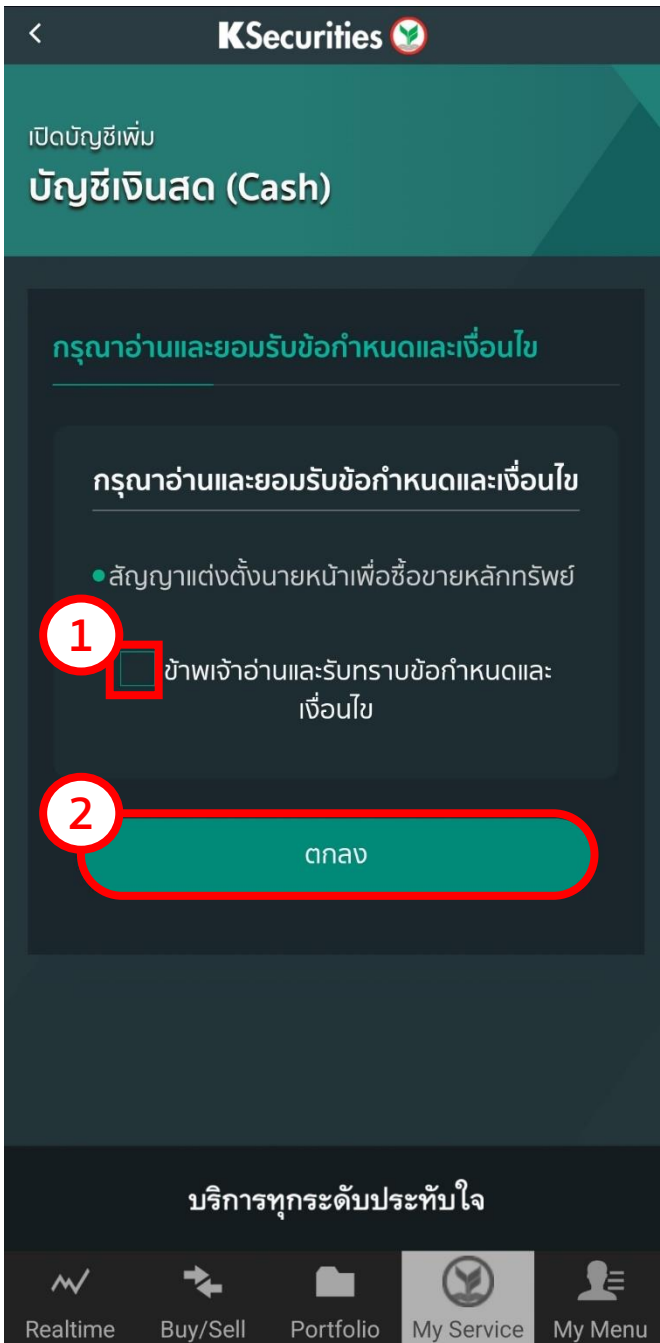 KSecurities
เปิดบัญชีเพิ่ม
บัญชีเงินสด (Cash)
กรุณาอ่านและยอมรับข้อกำหนดและเงื่อนไข
กรุณาอ่านและยอมรับข้อกำหนดและเงื่อนไข
สัญญาแต่งตั้งนายหน้าเพื่อซื้อขายหลักทรัพย์
1
ข้าพเจ้าอ่านและรับทราบข้อกำหนดและ
เงื่อนไข
2
ตกลง
บริการทุกระดับประทับใจ
Realtime Buy/Sell Portfolio My Service My Menu